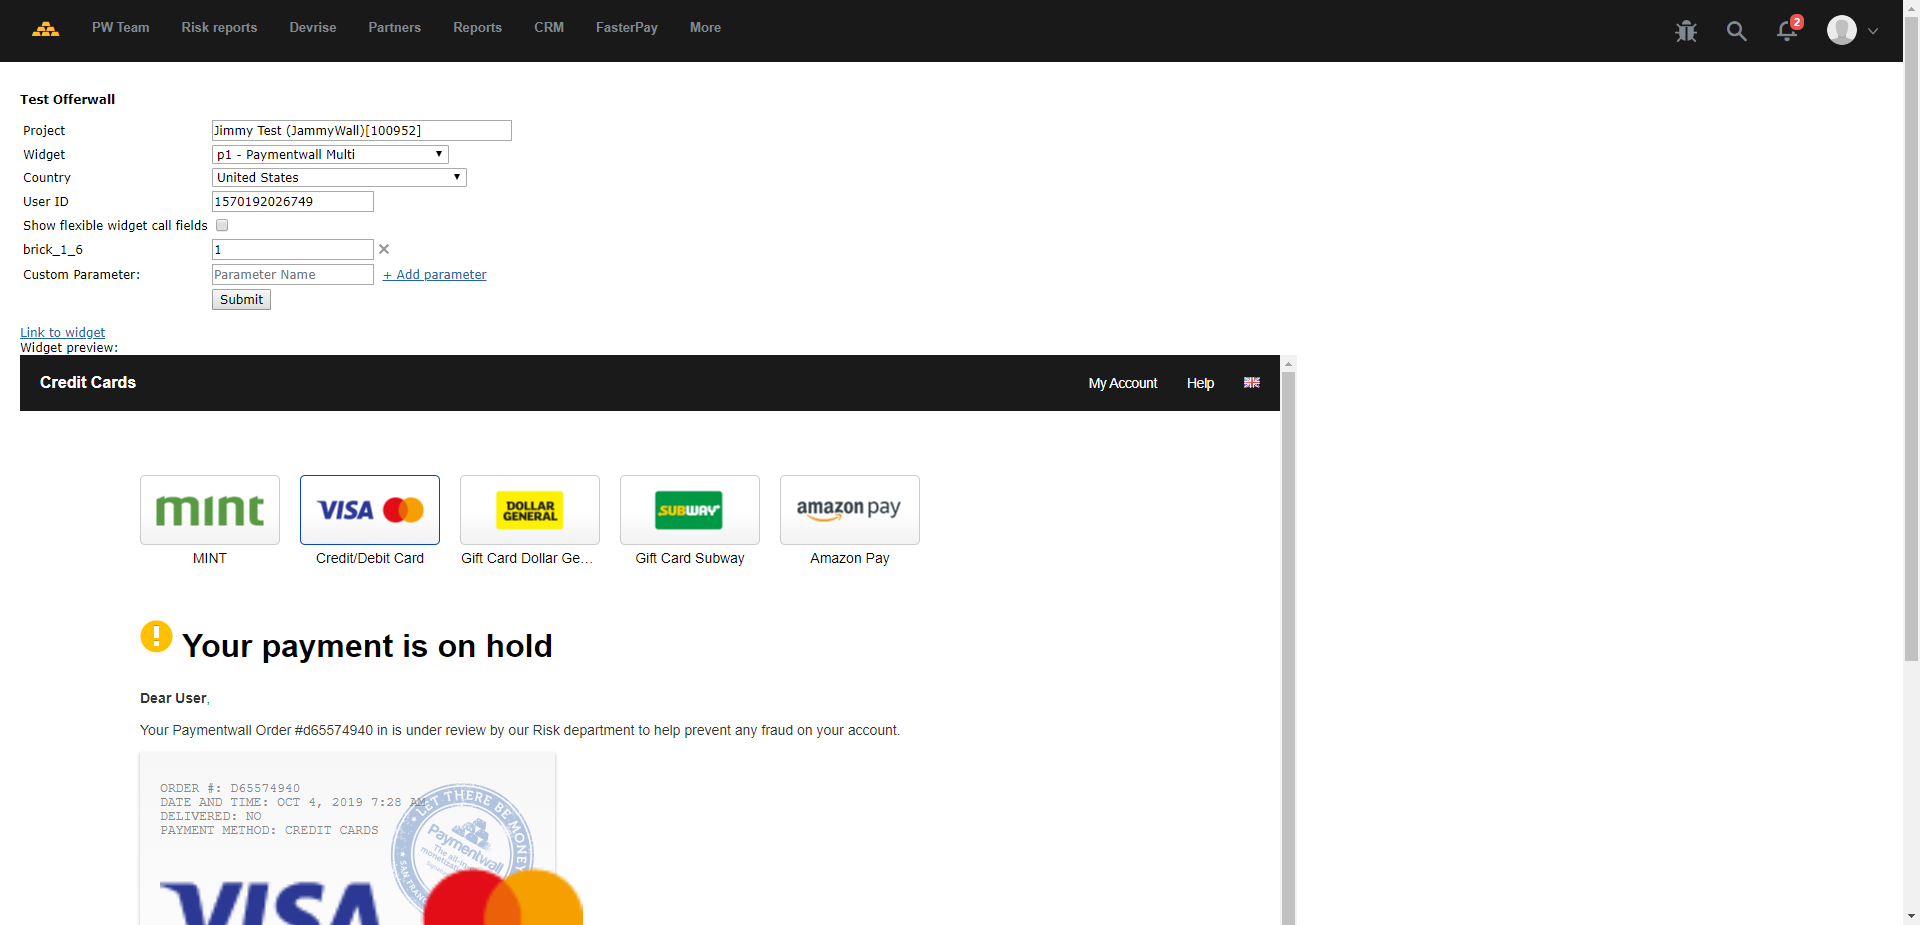 PW Team Risk reports Devrise Partners Reports CRM FasterPay More 2
Test Offerwall
Project Jimmy Test (JammyWall)[100952]
Widget p1 - Paymentwall Multi
Country United States
User ID 1570192026749
Show flexible widget call fields
brick_1_6 1
Custom Parameter: Parameter Name + Add parameter
Submit
Link to widget
Widget preview:
Credit Cards My Account Help
mint VISA DOLLAR GENERAL SUBWAY amazon pay
MINT Credit/Debit Card Gift Card Dollar Ge... Gift Card Subway Amazon Pay
Your payment is on hold
Dear User,
Your Paymentwall Order #d65574940 in is under review by our Risk department to help prevent any fraud on your account.
ORDER #: D65574940
DATE AND TIME: OCT 4, 2019 7:28 AM
DELIVERED: NO
PAYMENT METHOD: CREDIT CARDS
LET THERE BE MONEY
Paymentwall
The all-in-
SAN FRANC
VISA